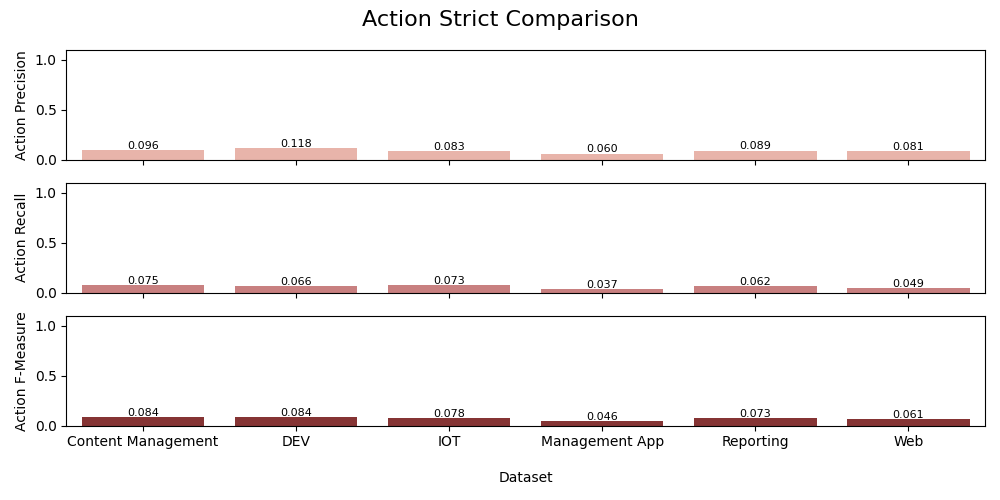 Action Strict Comparison
Action Precision
1.0
0.5
0.0
0.096 0.118 0.083 0.060 0.089 0.081
Action Recall
1.0
0.5
0.0
0.075 0.066 0.073 0.037 0.062 0.049
Action F-Measure
1.0
0.5
0.0
0.084 0.084 0.078 0.046 0.073 0.061
Content Management DEV IOT Management App Reporting Web
Dataset